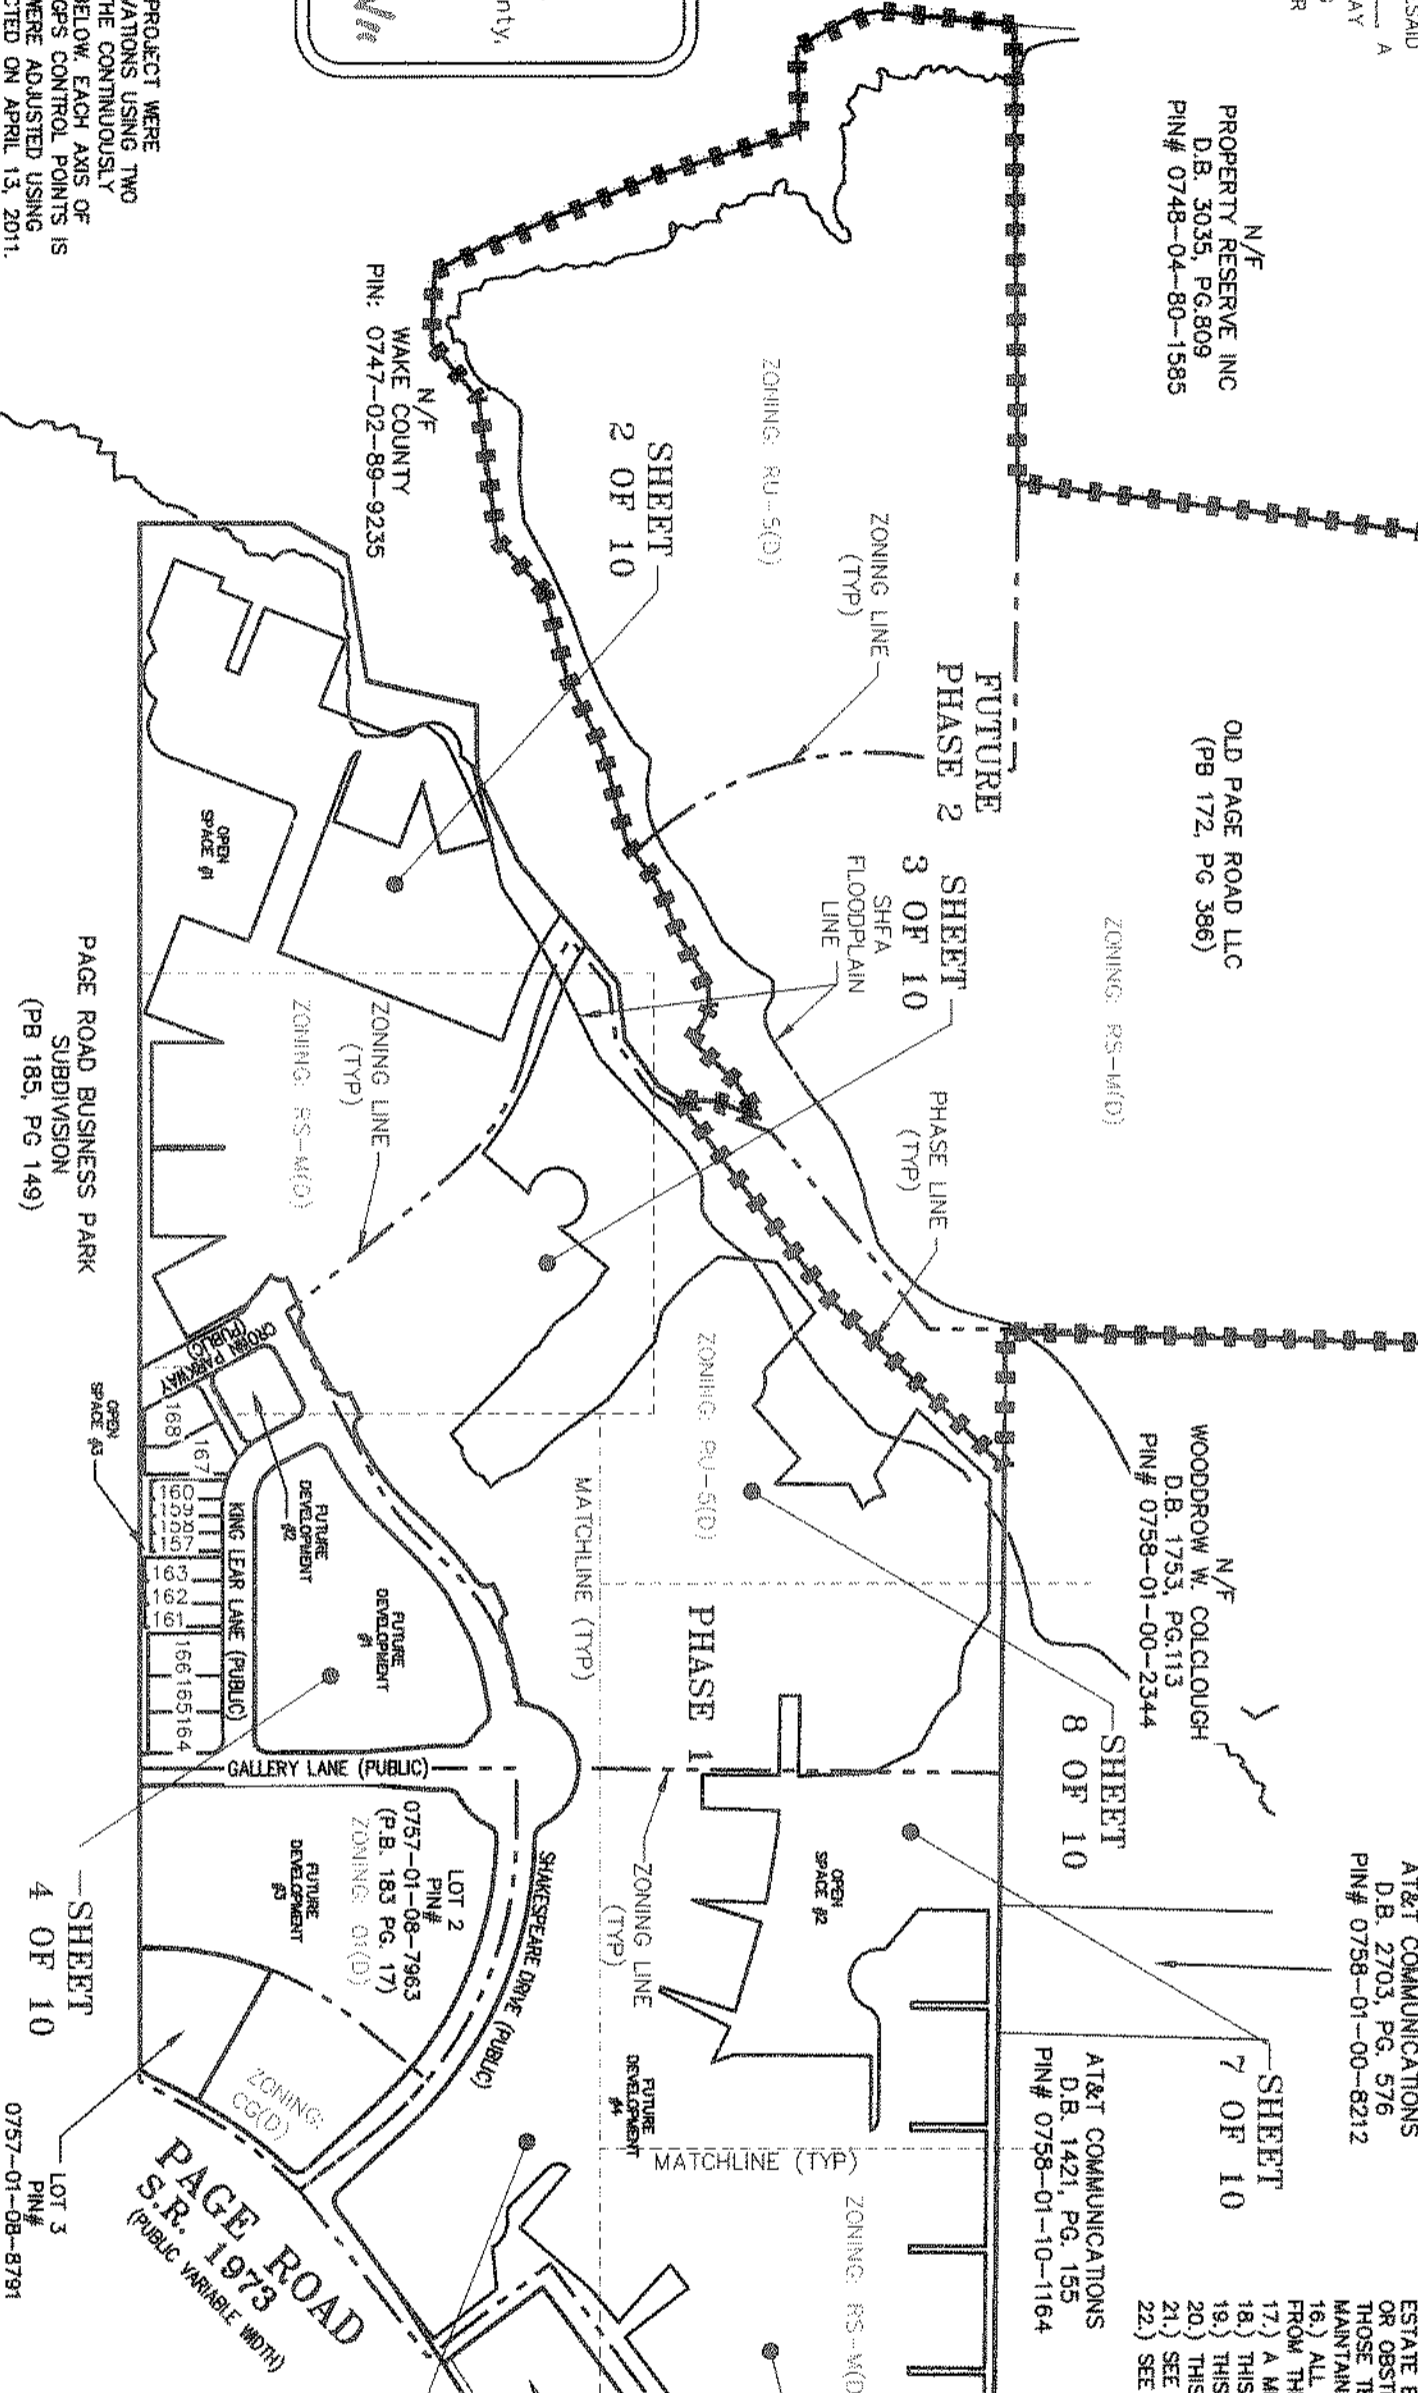 PROPERTY RESERVE INC
N/F
D.B. 3035, PG.809
PIN# 0748-04-80-1585
OLD PAGE ROAD LLC
(PB 172, PG 386)
ZONING: RS-M(D)
N/F
WOODDROW W. COLCLOUGH
D.B. 1753, PG.113
PIN# 0758-01-00-2344
AT&T COMMUNICATIONS
D.B. 2703, PG. 576
PIN# 0758-01-00-8212
SHEET
7 OF 10
AT&T COMMUNICATIONS
D.B. 1421, PG. 155
PIN# 0758-01-10-1164
SHEET
8 OF 10
ESTATE
OR OBST
THOSE
MAINTAIN
16.) ALL
FROM TH
17.) A
18.) THIS
19.) THIS
20.) THIS
21.) SEE
22.) SEE
SAID
A
AY
R
FUTURE
PHASE 2
ZONING LINE
(TYP)
ZONING: RU-5(D)
SHEET
3 OF 10
SHFA
FLOODPLAIN
LINE
PHASE LINE
(TYP)
SHEET
2 OF 10
N/F
WAKE COUNTY
PIN: 0747-02-89-9235
nty,
PROJECT WERE
VATIONS USING TWO
THE CONTINUOUSLY
BELOW. EACH AXIS OF
GPS CONTROL POINTS IS
WERE ADJUSTED USING
CTED ON APRIL 13, 2011.
OPEN
SPACE #1
ZONING LINE
(TYP)
ZONING: RS-M(D)
PAGE ROAD BUSINESS PARK
SUBDIVISION
(PB 185, PG 149)
ZONING: RU-5(D)
MATCHLINE (TYP)
PHASE 1
ZONING LINE
(TYP)
OPEN
SPACE #2
FUTURE
DEVELOPMENT
#4
MATCHLINE (TYP)
ZONING: RS-M(D
CROWN PARKWAY
(PUBLIC)
OPEN
SPACE #3
168
167
160
157
163
162
161
166
165
164
KING LEAR LANE (PUBLIC)
FUTURE
DEVELOPMENT
#2
FUTURE
DEVELOPMENT
#1
GALLERY LANE (PUBLIC)
SHAKESPEARE DRIVE (PUBLIC)
LOT 2
PIN#
0757-01-08-7963
(P.B. 183 PG. 17)
ZONING: OI(D)
FUTURE
DEVELOPMENT
#3
SHEET
4 OF 10
ZONING:
CG(D)
LOT 3
PIN#
0757-01-08-8791
PAGE ROAD
S.R. 1973
(PUBLIC VARIABLE WIDTH)